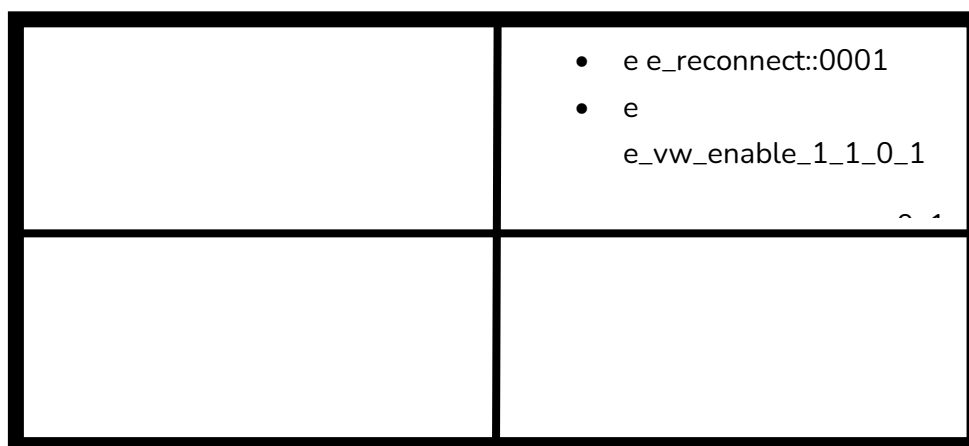 • e e_reconnect::0001
• e
e_vw_enable_1_1_0_1